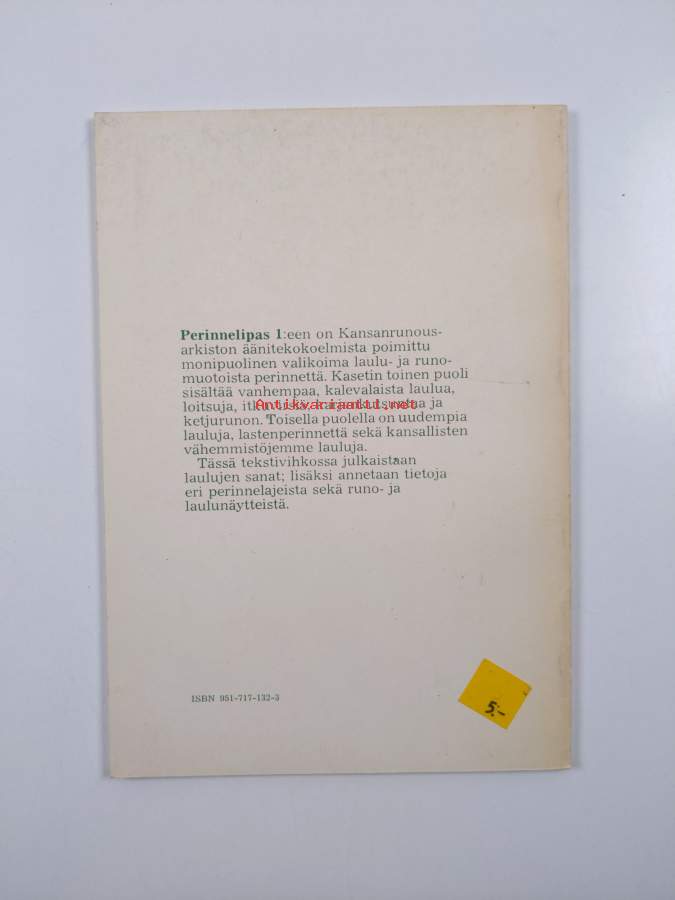 Perinnelipas 1:een on Kansanrunous-
arkiston äänitekokoelmista poimittu
monipuolinen valikoima laulu- ja runo-
muotoista perinnettä. Kasetin toinen puoli
sisältää vanhempaa, kalevalaista laulua,
loitsuja, ja
Antikvariaatti.net
ketjurunon. Toisella puolella on uudempia
lauluja, lastenperinnettä sekä kansallisten
vähemmistöjemme lauluja.
Tässä tekstivihkossa julkaistaan
laulujen sanat; lisäksi annetaan tietoja
eri perinnelajeista sekä runo- ja
laulunäytteistä.
ISBN 951-717-132-3
5:-